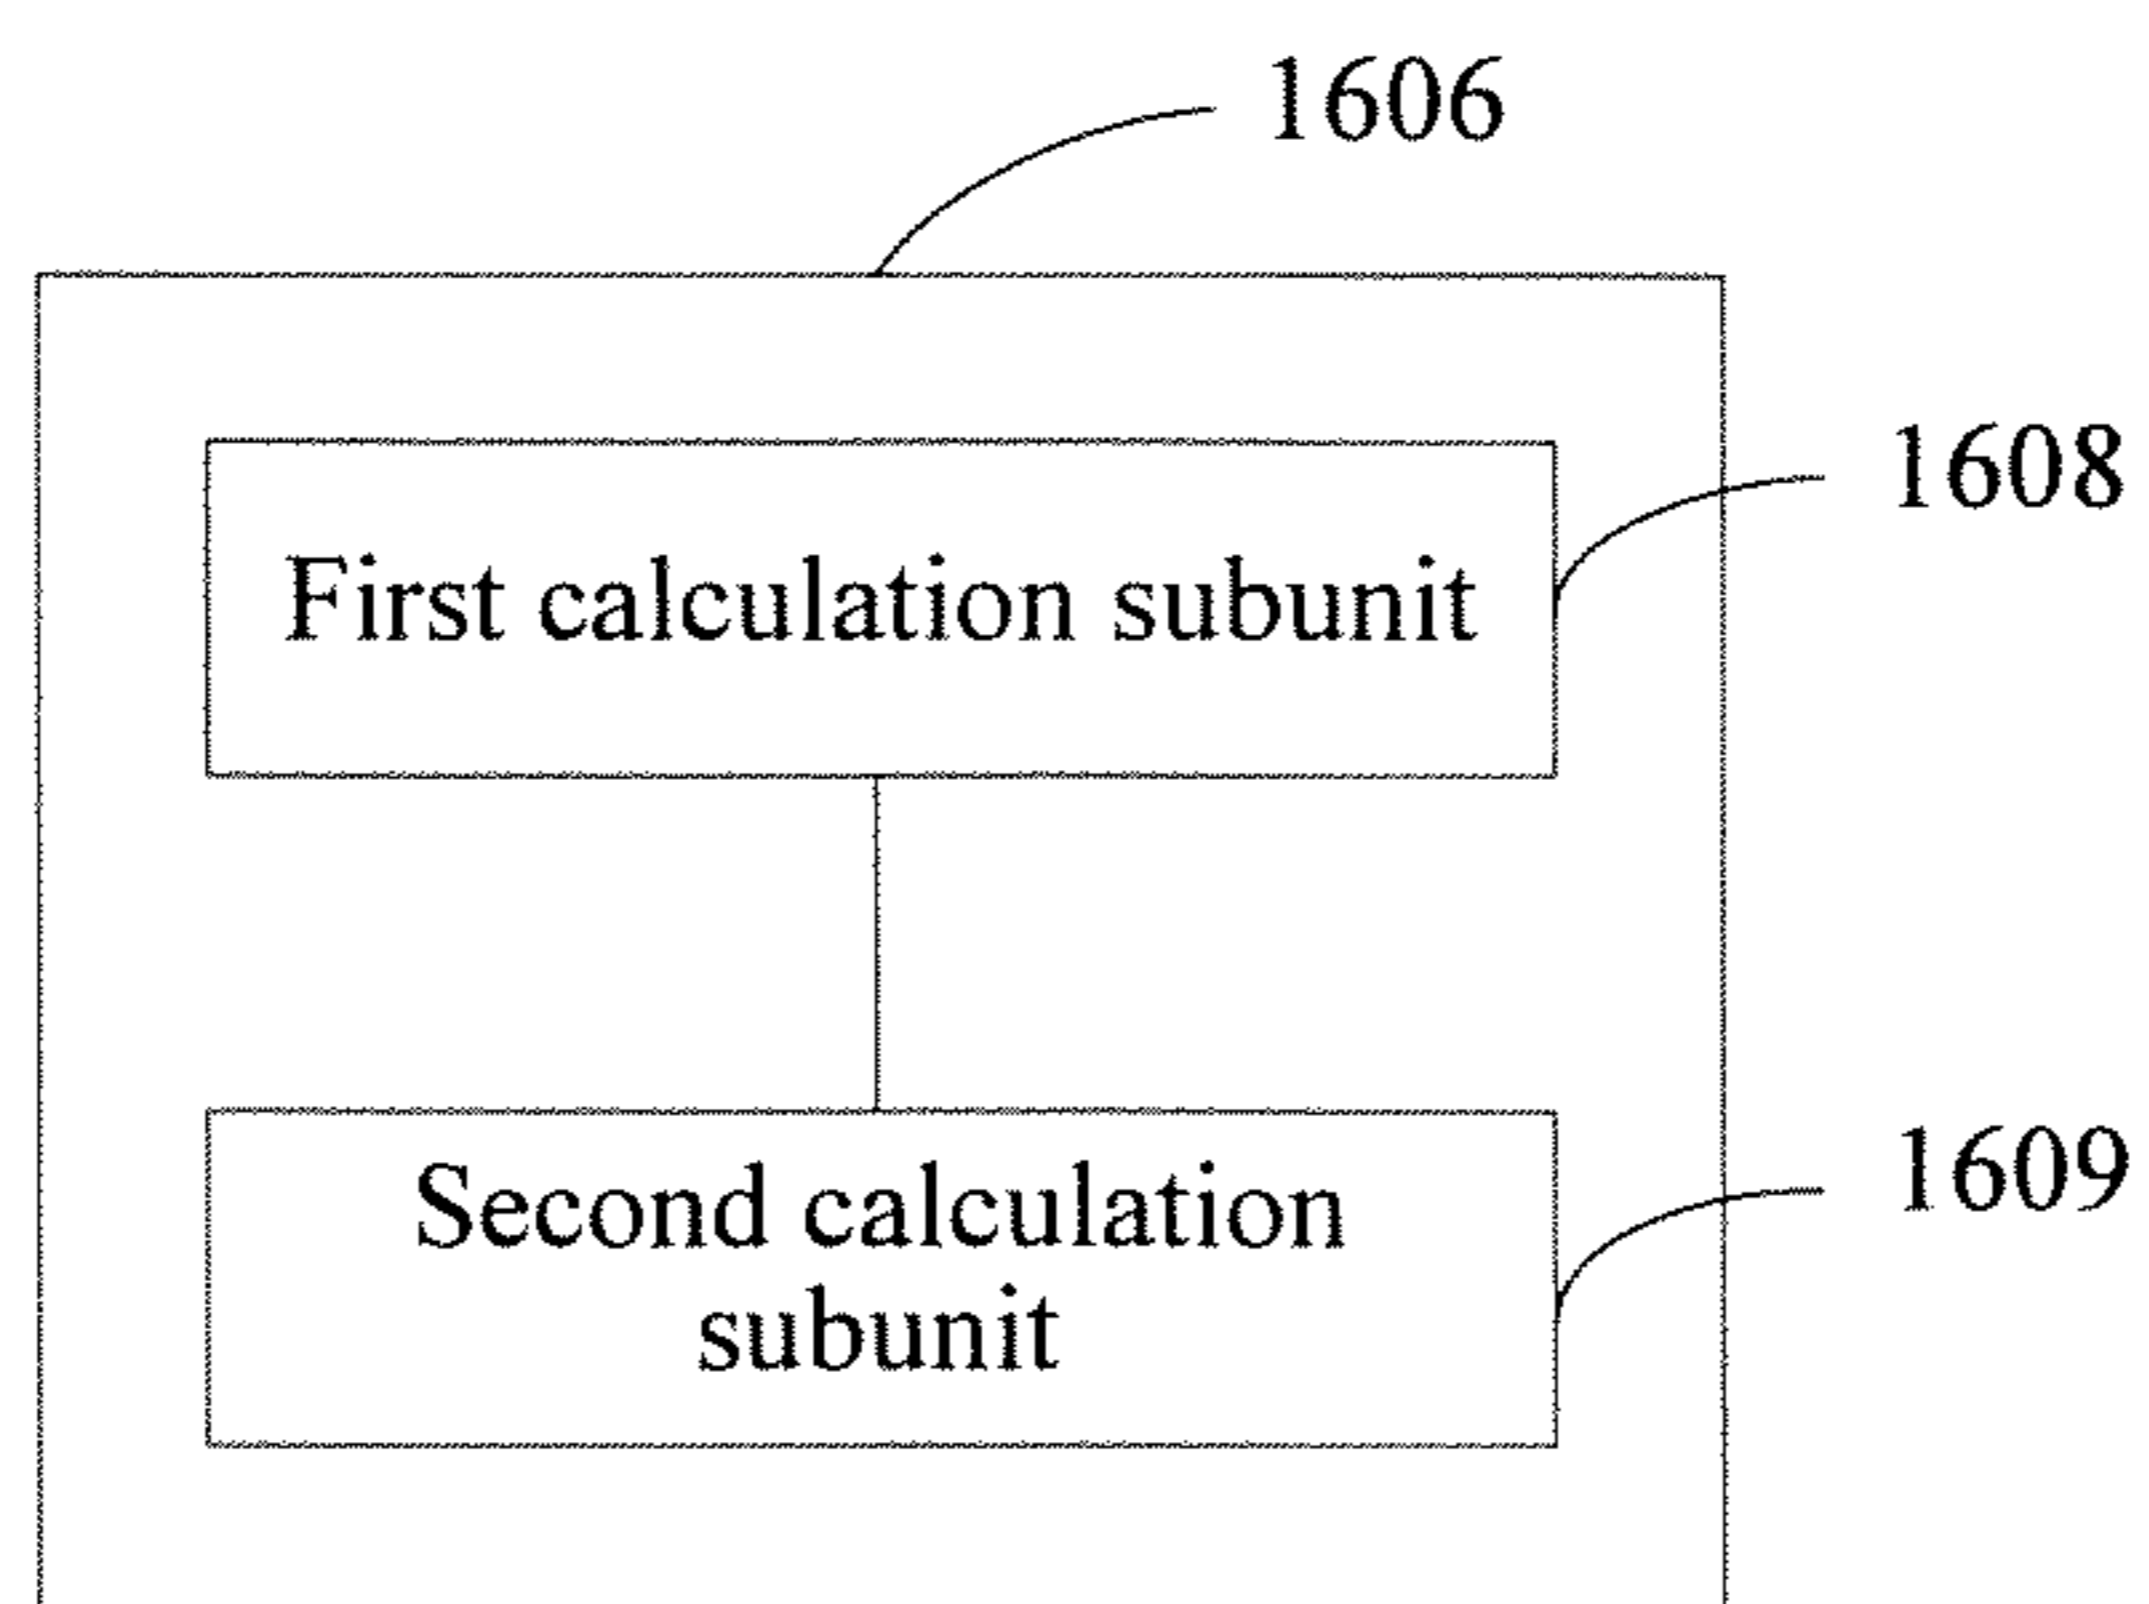 1606
1608
First calculation subunit
1609
Second calculation
subunit